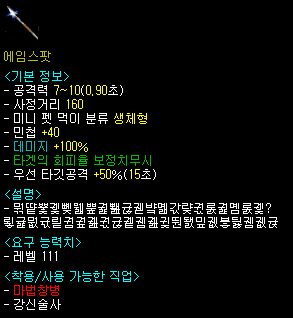 에임스팟
<기본 정보>
- 공격력 7~10(0,90초)
- 사정거리 160
- 미니 펫 먹이 분류 생체형
- 민첩 +40
- 데미지 +100%
- 타겟의 회피율 보정치무시
- 우선 타깃공격 +50%(15초)
<설명>
<요구 능력치>
- 레벨 111
<착용/사용 가능한 직업>
- 마법창병
- 강신술사